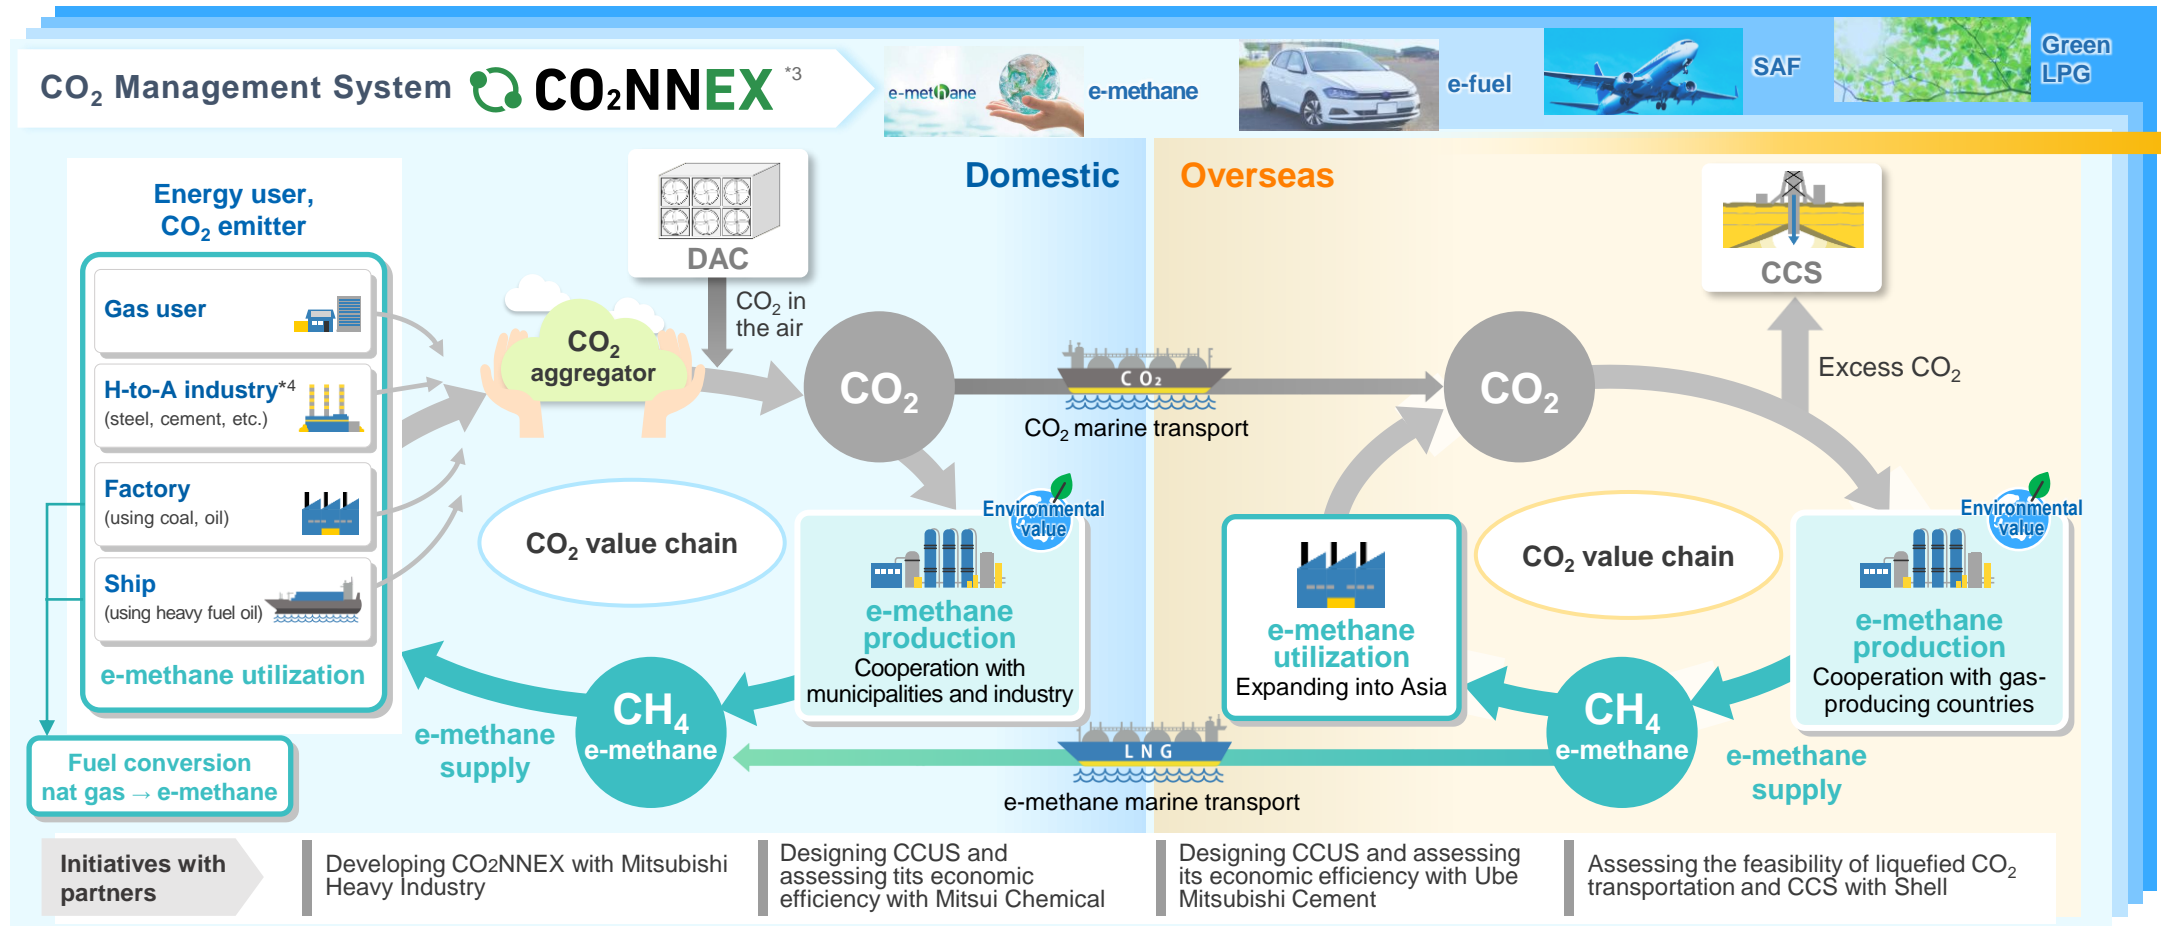 CO2 Management System CO2NNEX *3
e-methane
e-methane
e-fuel
SAF
Green
LPG
Domestic
Overseas
Energy user,
CO2 emitter
Gas user
H-to-A industry*4
(steel, cement, etc.)
Factory
(using coal, oil)
Ship
(using heavy fuel oil)
e-methane utilization
Fuel conversion
nat gas → e-methane
DAC
CO2 in
the air
CO2
aggregator
CO2
CO2 value chain
CO2
CO2 marine transport
Environmental
value
e-methane
production
Cooperation with
municipalities and industry
CH4
e-methane
e-methane
supply
LNG
e-methane marine transport
CO2
CCS
Excess CO2
CO2 value chain
e-methane
utilization
Expanding into Asia
Environmental
value
e-methane
production
Cooperation with gas-
producing countries
CH4
e-methane
e-methane
supply
Initiatives with
partners
Developing CO2NNEX with Mitsubishi
Heavy Industry
Designing CCUS and
assessing tits economic
efficiency with Mitsui Chemical
Designing CCUS and assessing
its economic efficiency with Ube
Mitsubishi Cement
Assessing the feasibility of liquefied CO2
transportation and CCS with Shell